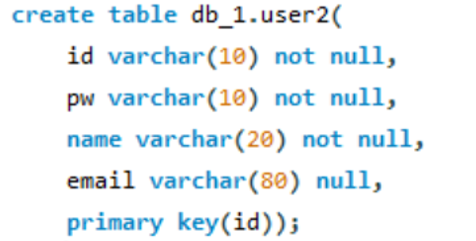 create table db_1.user2(
id varchar(10) not null,
pw varchar(10) not null,
name varchar(20) not null,
email varchar(80) null,
primary key(id));